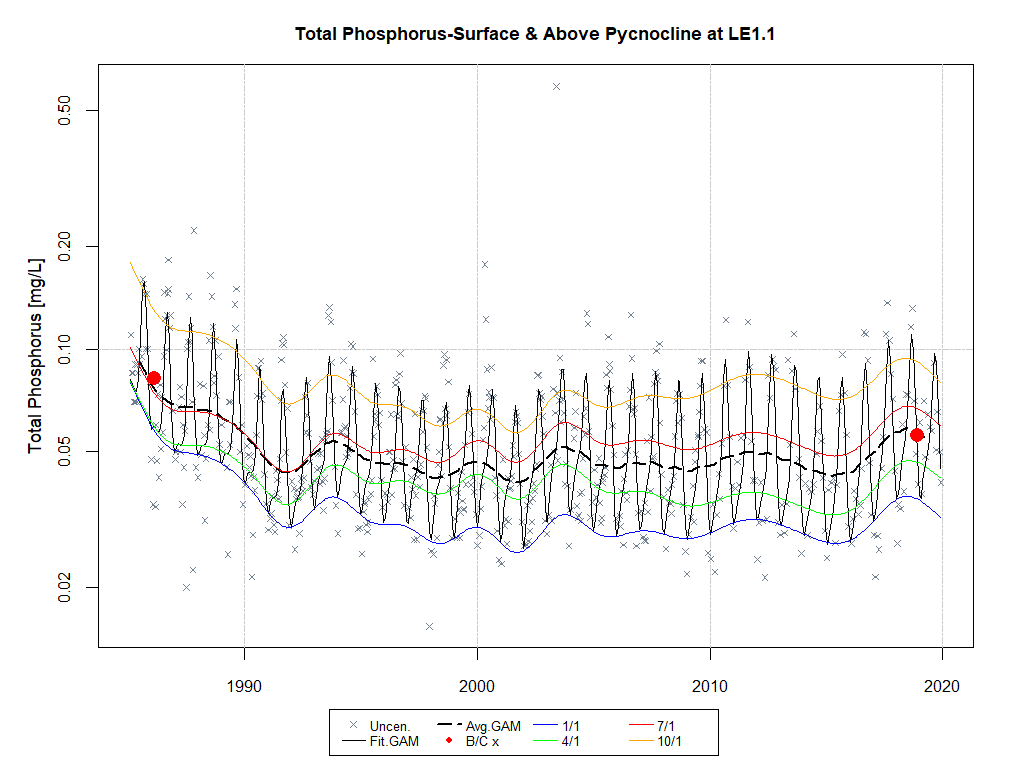 Total Phosphorus-Surface & Above Pycnocline at LE1.1
Total Phosphorus [mg/L]
0.50
0.20
0.10
0.05
0.02
1990 2000 2010 2020
Uncen. Avg.GAM 1/1 7/1
Fit.GAM B/C x 4/1 10/1